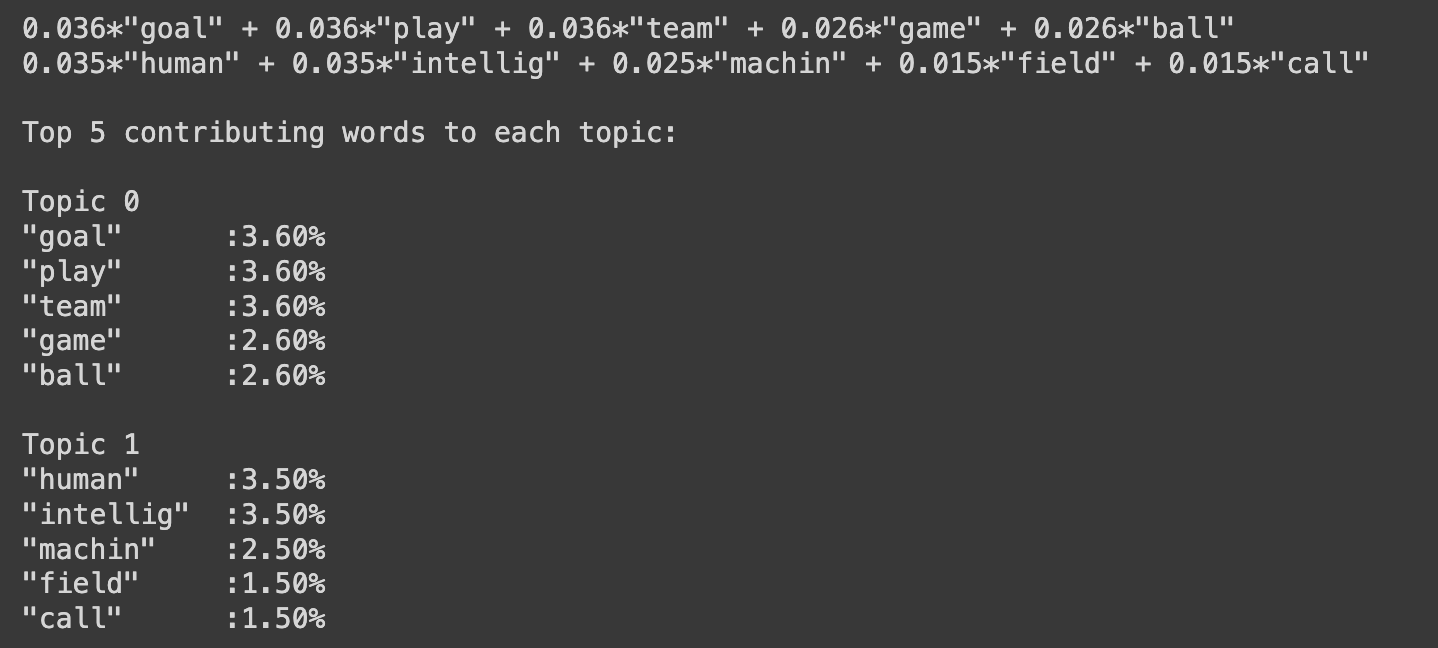 0.036*"goal" + 0.036*"play" + 0.036*"team" + 0.026*"game" + 0.026*"ball"
0.035*"human" + 0.035*"intellig" + 0.025*"machin" + 0.015*"field" + 0.015*"call"
Top 5 contributing words to each topic:
Topic 0
"goal" :3.60%
"play" :3.60%
"team" :3.60%
"game" :2.60%
"ball" :2.60%
Topic 1
"human" :3.50%
"intellig" :3.50%
"machin" :2.50%
"field" :1.50%
"call" :1.50%